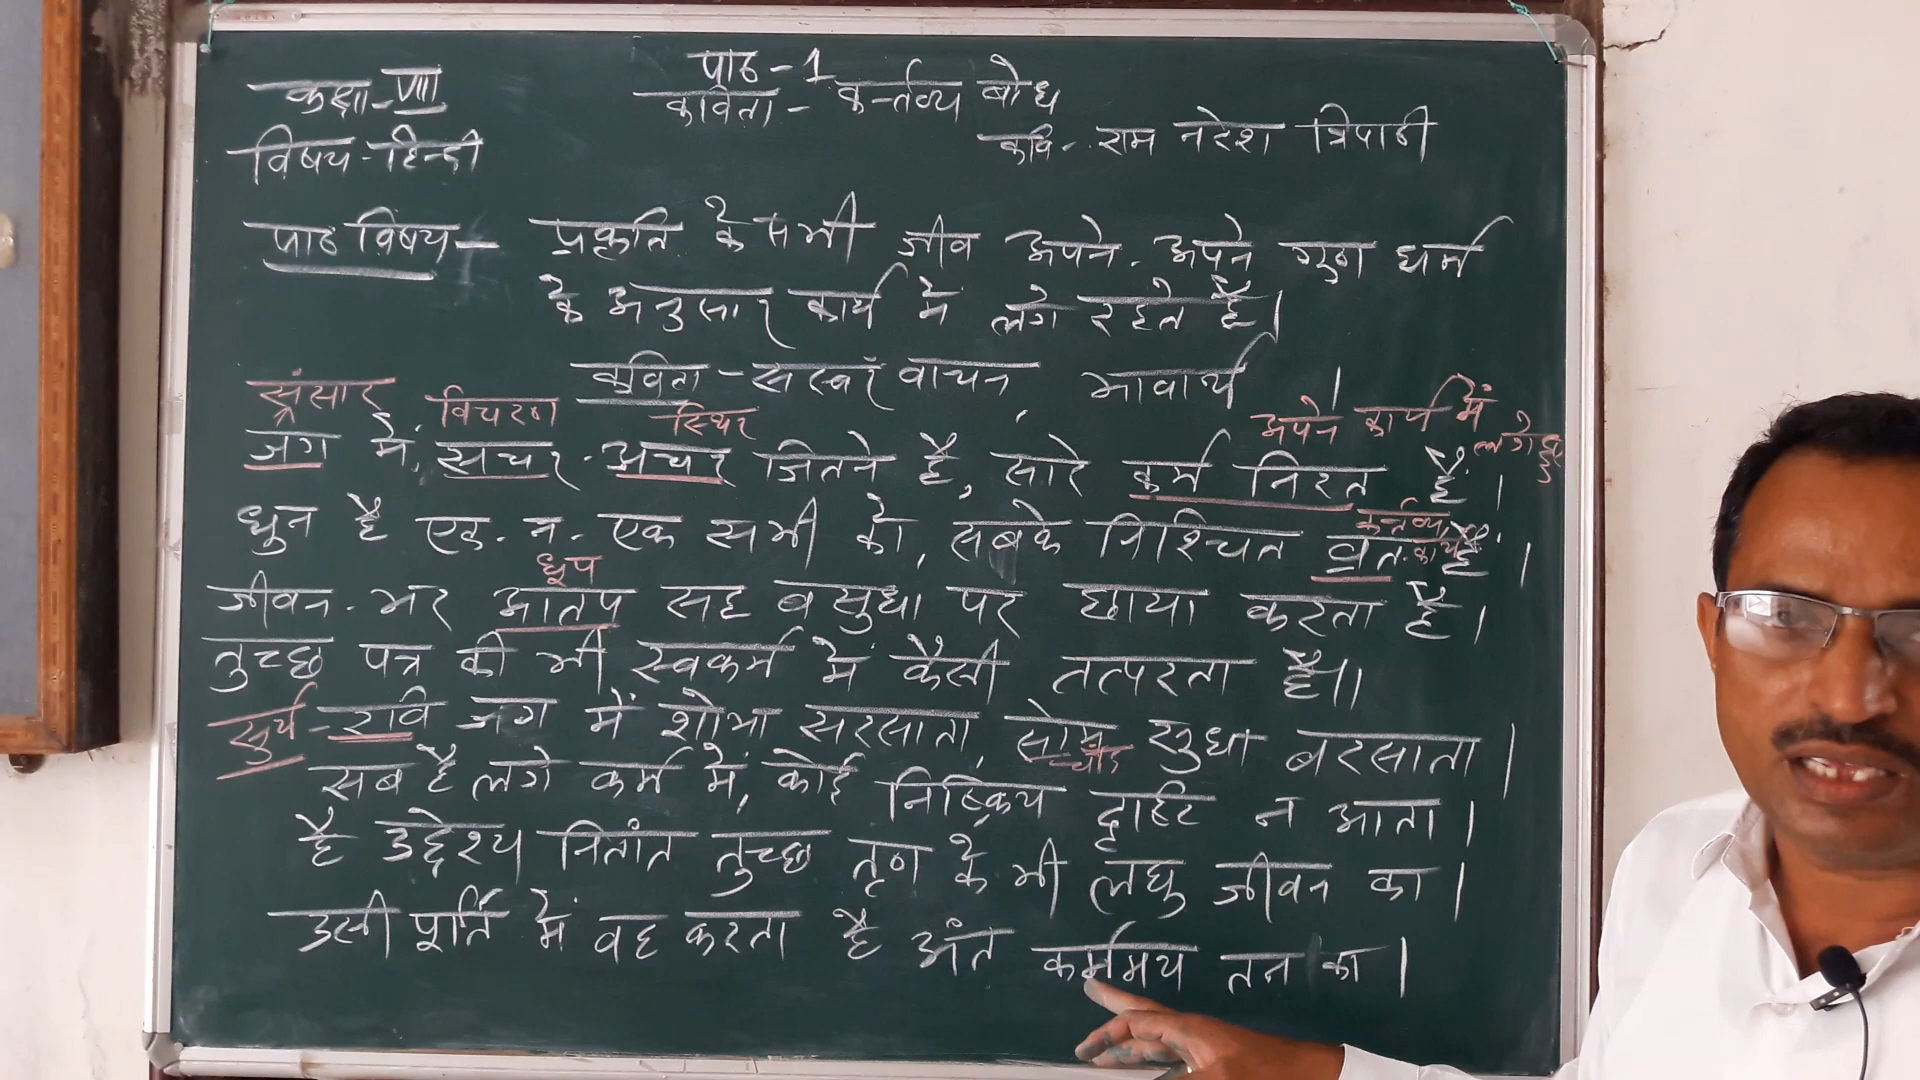 पाठ-1
कक्षा-VIII
कविता - कर्त्तव्य बोध
विषय-हिन्दी
कवि- राम नरेश त्रिपाठी
पाठ विषय- प्रकृति के सभी जीव अपने-अपने गुण धर्म
के अनुसार कार्य मे लगे रहते है।
कविता-सस्वर वाचन, भावार्थ।
संसार विचरण स्थिर अपने कार्य में लगे हुए
जग में, सचर-अचर जितने है, सारे कर्म निरत है।
कर्त्तव्य,
धुन है एक-न-एक सभी को, सबके निश्चित व्रत है।
कार्य
धूप
जीवन-भर आतप सह वसुधा पर छाया करता है।
तुच्छ पत्र की भी स्वकर्म में कैसी तत्परता है।।
सुर्य-रवि जग में शोभा सरसाता, सोम सुधा बरसाता।
चाँद
सब है लगे कर्म में, कोई निष्क्रिय दृष्टि न आता।
है उद्देश्य नितांत तुच्छ तृण के भी लघु जीवन का।
उसी पूर्ति में वह करता है अंत कर्ममय तन का।